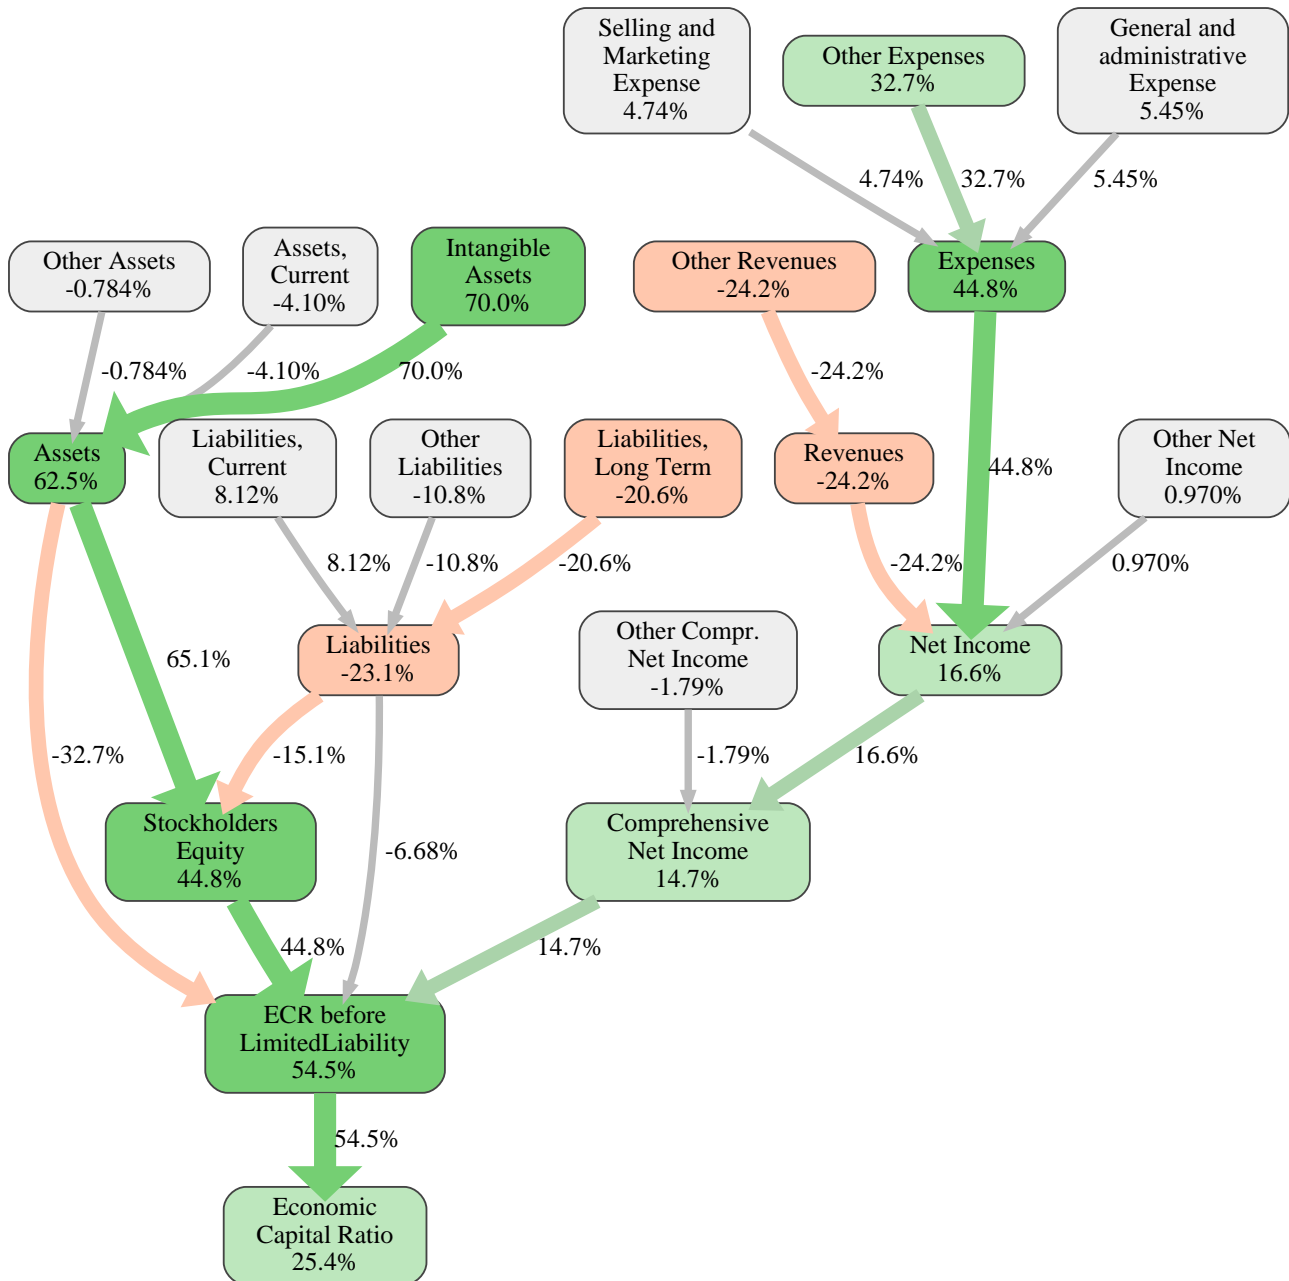 Selling and
Marketing
Expense
4.74%
Other Expenses
32.7%
General and
administrative
Expense
5.45%
4.74%
32.7%
5.45%
Other Assets
-0.784%
Assets,
Current
-4.10%
Intangible
Assets
70.0%
Other Revenues
-24.2%
Expenses
44.8%
-0.784%
-4.10%
70.0%
-24.2%
Assets
62.5%
Liabilities,
Current
8.12%
Other
Liabilities
-10.8%
Liabilities,
Long Term
-20.6%
Revenues
-24.2%
44.8%
Other Net
Income
0.970%
8.12%
-10.8%
-20.6%
-24.2%
0.970%
65.1%
Liabilities
-23.1%
Other Compr.
Net Income
-1.79%
Net Income
16.6%
-32.7%
-15.1%
-1.79%
16.6%
Stockholders
Equity
44.8%
-6.68%
Comprehensive
Net Income
14.7%
44.8%
14.7%
ECR before
LimitedLiability
54.5%
54.5%
Economic
Capital Ratio
25.4%